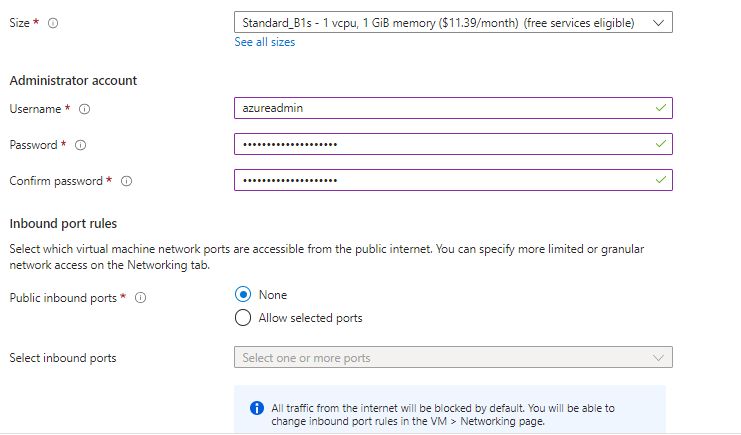 Size * Standard_B1s - 1 vcpu, 1 GiB memory ($11.39/month) (free services eligible)
See all sizes
Administrator account
Username * azureadmin
Password * •••••••••••••••••••
Confirm password * •••••••••••••••••••
Inbound port rules
Select which virtual machine network ports are accessible from the public internet. You can specify more limited or granular
network access on the Networking tab.
Public inbound ports * None
Allow selected ports
Select inbound ports Select one or more ports
All traffic from the internet will be blocked by default. You will be able to
change inbound port rules in the VM > Networking page.